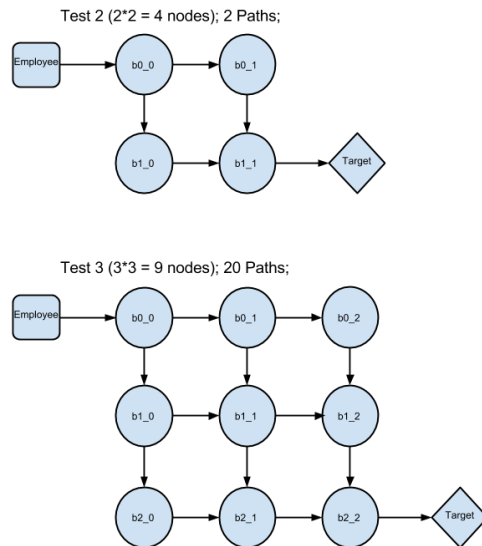 Test 2 (2*2 = 4 nodes); 2 Paths;
Employee
b0_0
b0_1
b1_0
b1_1
Target
Test 3 (3*3 = 9 nodes); 20 Paths;
Employee
b0_0
b0_1
b0_2
b1_0
b1_1
b1_2
b2_0
b2_1
b2_2
Target